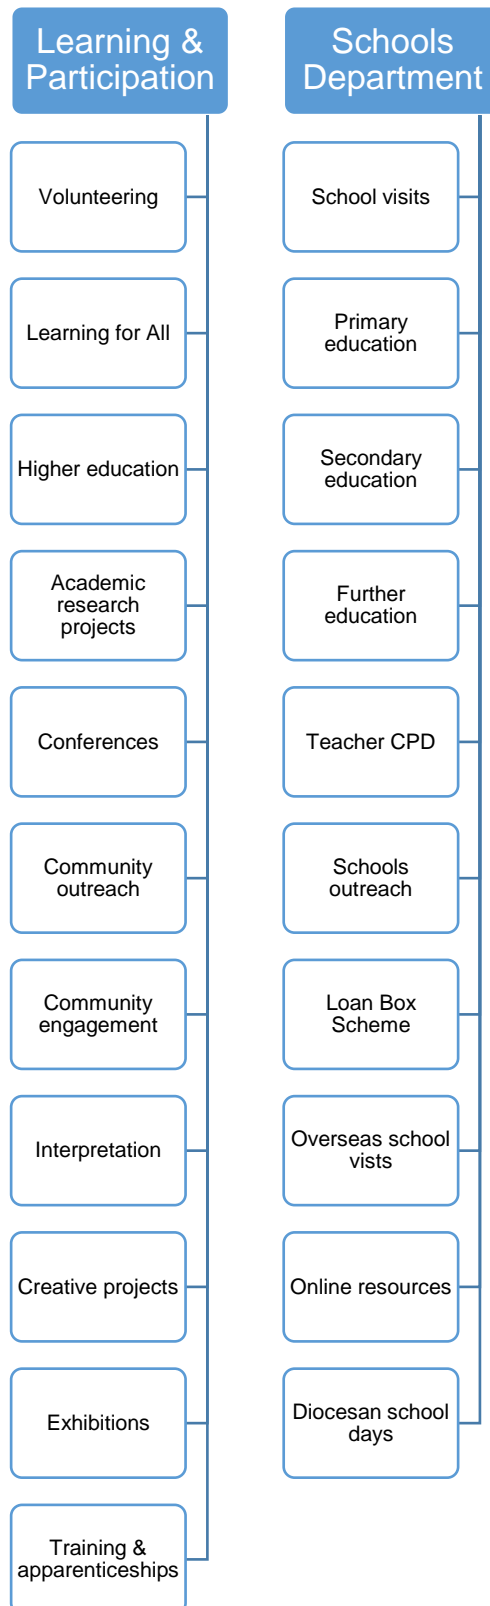 Learning &
Participation
Volunteering
Learning for All
Higher education
Academic
research
projects
Conferences
Community
outreach
Community
engagement
Interpretation
Creative projects
Exhibitions
Training &
apprenticeships
Schools
Department
School visits
Primary
education
Secondary
education
Further
education
Teacher CPD
Schools
outreach
Loan Box
Scheme
Overseas school
vists
Online resources
Diocesan school
days